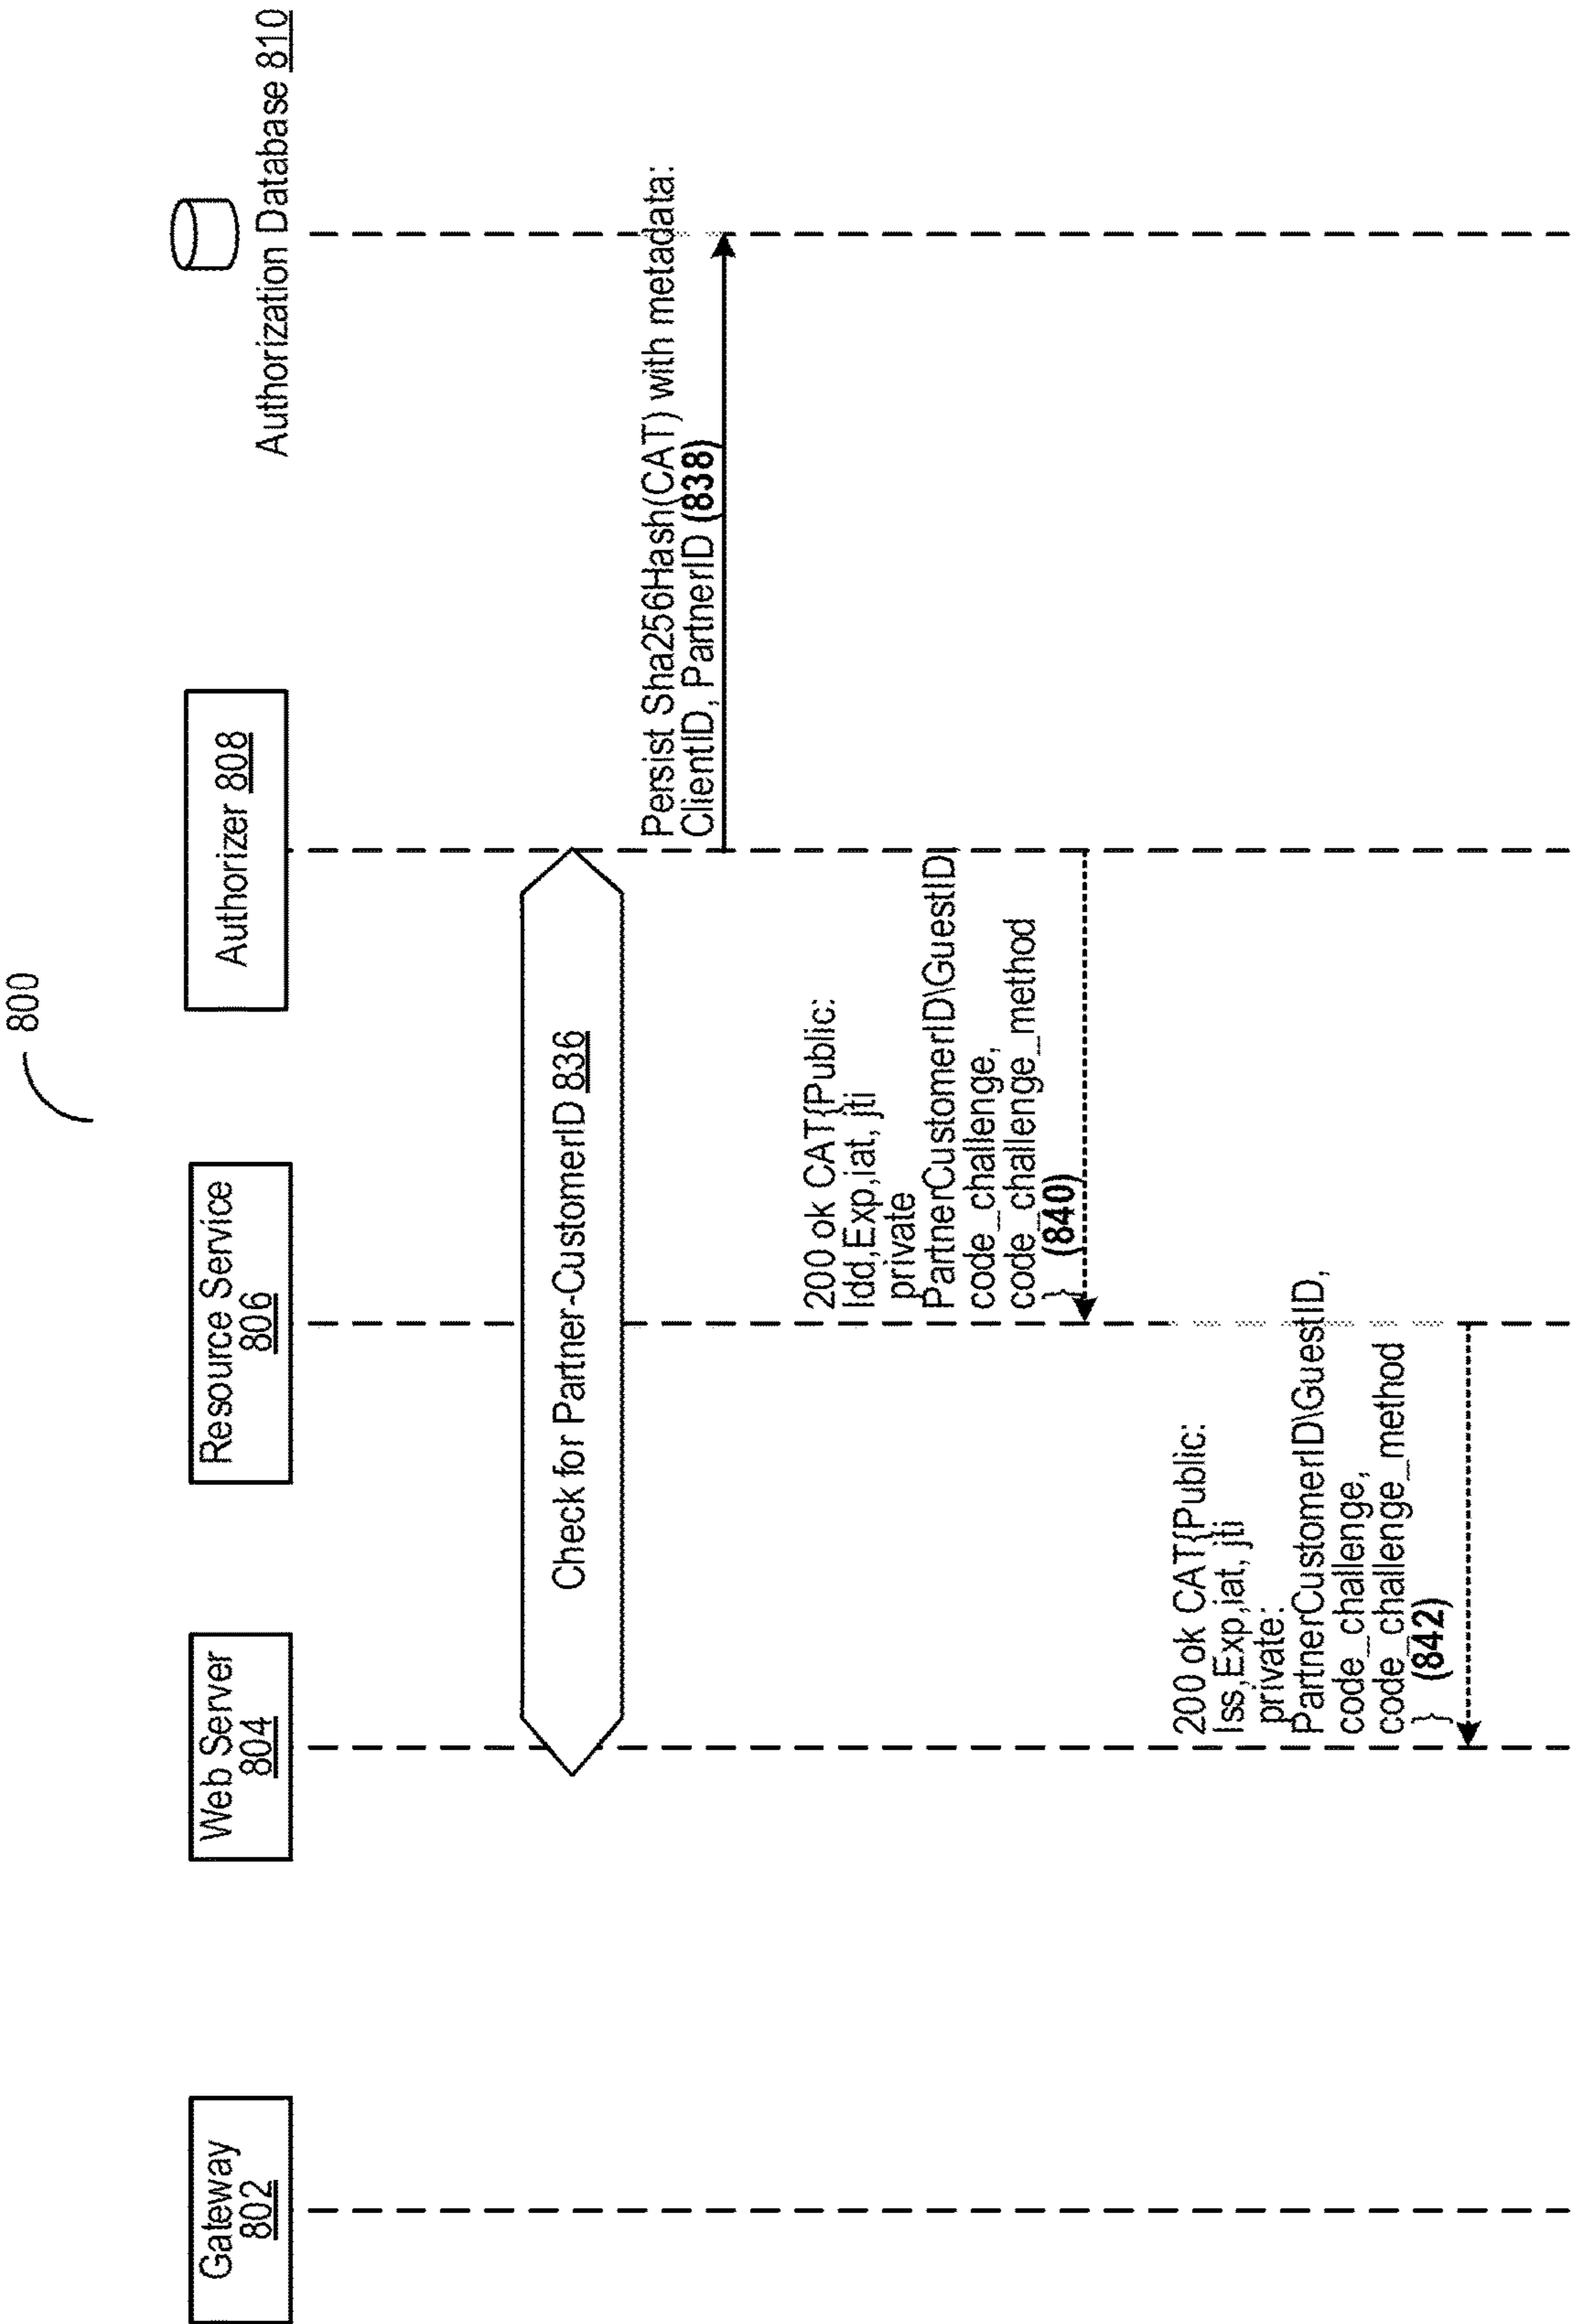 800
Gateway
802
Web Server
804
Resource Service
806
Authorizer 808
Authorization Database 810
Check for Partner-CustomerID 836
Persist Sha256Hash(CAT) with metadata:
ClientID, PartnerID (838)
200 ok CAT{Public:
Idd,Exp,iat, jti
private
PartnerCustomerID\GuestID,
code_challenge,
code_challenge_method
} (840)
200 ok CAT{Public:
Iss,Exp,iat, jti
private:
PartnerCustomerID\GuestID,
code_challenge,
code_challenge_method
} (842)